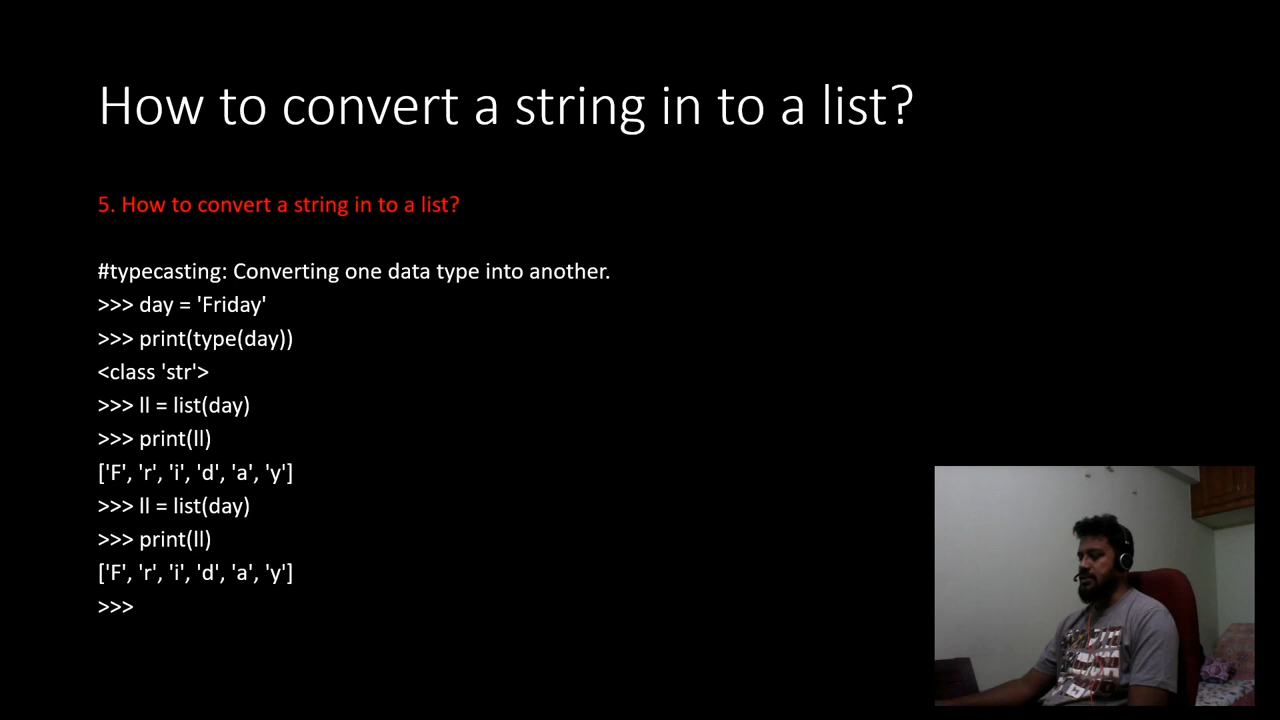 How to convert a string in to a list?
5. How to convert a string in to a list?
#typecasting: Converting one data type into another.
>>> day = 'Friday'
>>> print(type(day))
<class 'str'>
>>> ll = list(day)
>>> print(ll)
['F', 'r', 'i', 'd', 'a', 'y']
>>> ll = list(day)
>>> print(ll)
['F', 'r', 'i', 'd', 'a', 'y']
>>>